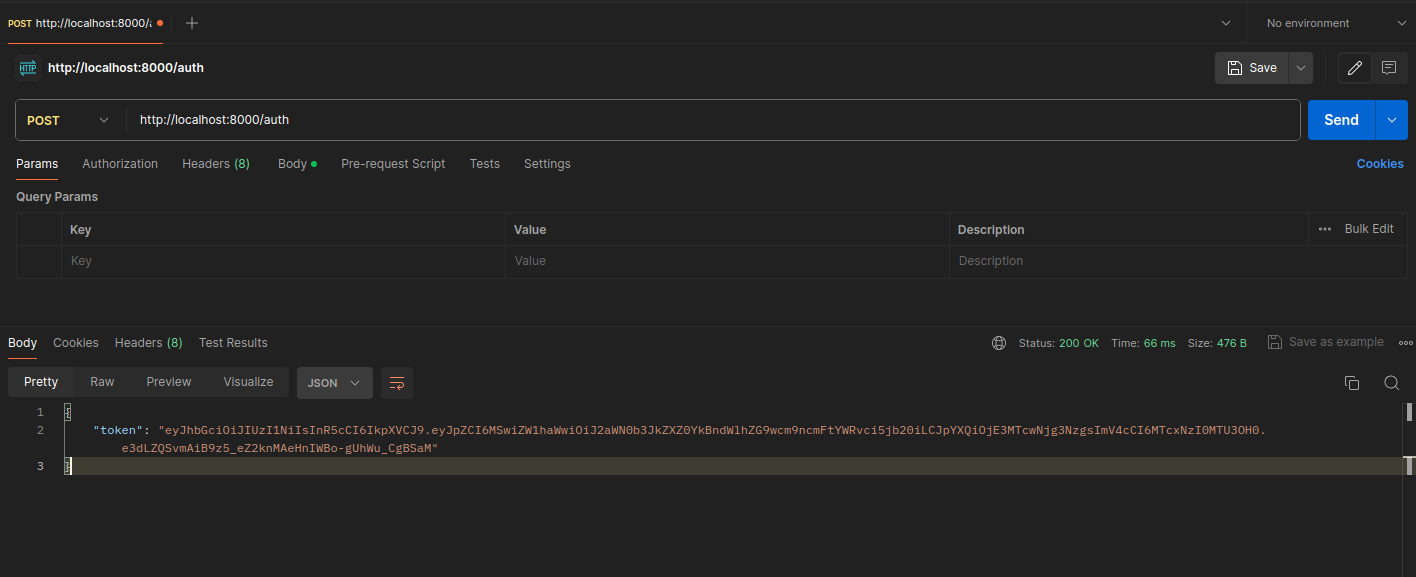 POST http://localhost:8000/a
No environment
HTTP http://localhost:8000/auth
Save
POST http://localhost:8000/auth
Send
Params Authorization Headers (8) Body Pre-request Script Tests Settings Cookies
Query Params
Key Value Description Bulk Edit
Key Value Description
Body Cookies Headers (8) Test Results Status: 200 OK Time: 66 ms Size: 476 B Save as example
Pretty Raw Preview Visualize JSON
1 {
2 "token": "eyJhbGciOiJIUzI1NiIsInR5cCI6IkpXVCJ9.eyJpZCI6MSwiZW1haWwiOiJ2aWN0b3JkZXZ0YkBndWlhZG9wcm9ncmFtYWRvci5jb20iLCJpYXQiOjE3MTcwNjg3NzgsImV4cCI6MTcxNzI0MTU3OH0.
e3dLZQSvmAiB9z5_eZ2knMAeHnIWBo-gUhWu_CgBSaM"
3 }